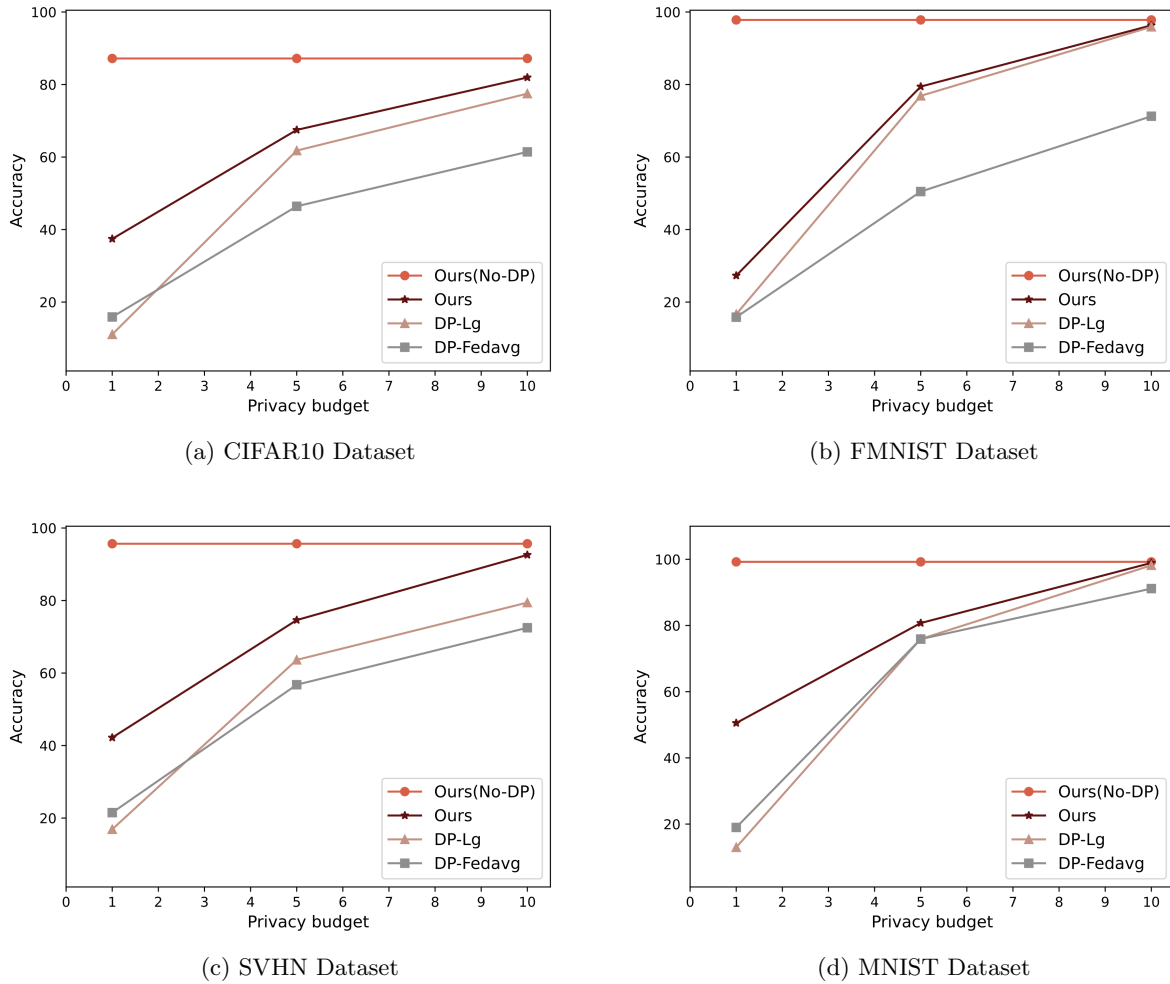 100
80
60
40
20
Accuracy
Ours(No-DP)
Ours
DP-Lg
DP-Fedavg
0 1 2 3 4 5 6 7 8 9 10
Privacy budget
(a) CIFAR10 Dataset
100
80
60
40
20
Accuracy
Ours(No-DP)
Ours
DP-Lg
DP-Fedavg
0 1 2 3 4 5 6 7 8 9 10
Privacy budget
(b) FMNIST Dataset
100
80
60
40
20
Accuracy
Ours(No-DP)
Ours
DP-Lg
DP-Fedavg
0 1 2 3 4 5 6 7 8 9 10
Privacy budget
(c) SVHN Dataset
100
80
60
40
20
Accuracy
Ours(No-DP)
Ours
DP-Lg
DP-Fedavg
0 1 2 3 4 5 6 7 8 9 10
Privacy budget
(d) MNIST Dataset